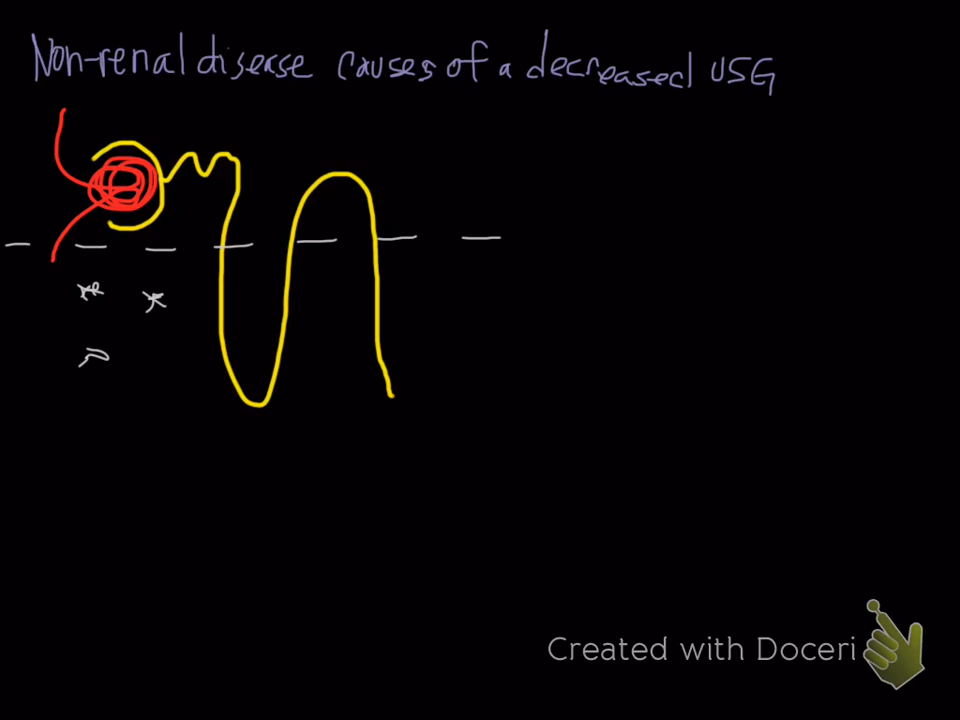 Non-renal disease causes of a decreased USG
Created with Doceri